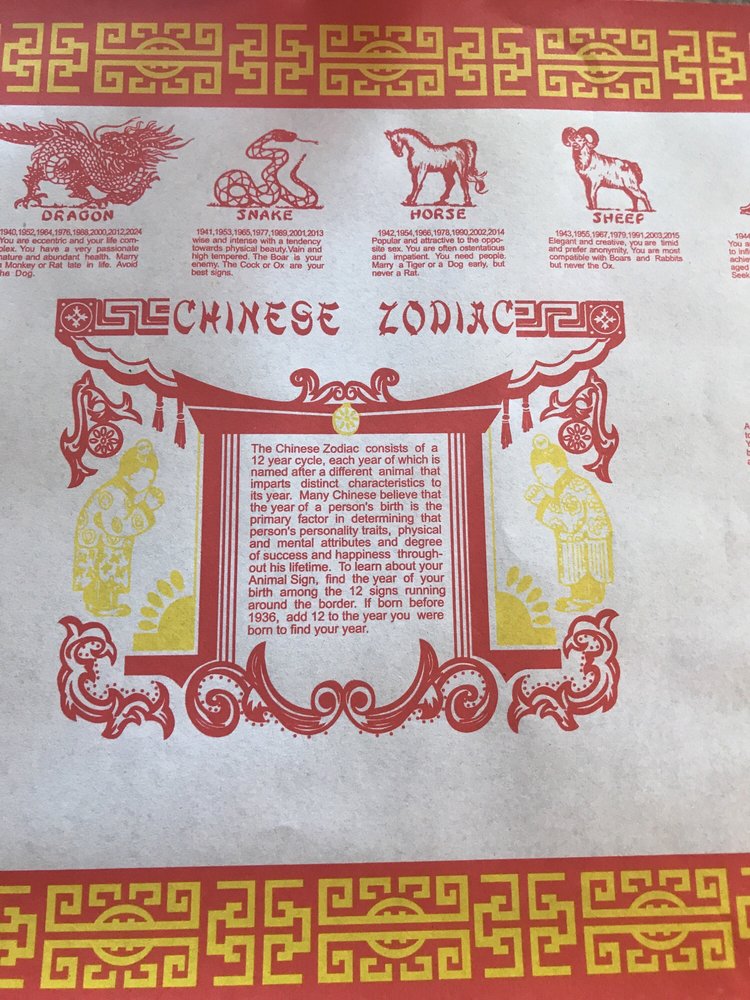 DRAGON
1940,1952,1964,1976,1988,2000,2012,2024
You are eccentric and your life com-
plex. You have a very passionate
nature and abundant health. Marry
a Monkey or Rat late in life. Avoid
the Dog.
SNAKE
1941,1953,1965,1977,1989,2001,2013
wise and intense with a tendency
towards physical beauty.Vain and
high tempered. The Boar is your
enemy. The Cock or Ox are your
best signs.
HORSE
1942,1954,1966,1978,1990,2002,2014
Popular and attractive to the oppo-
site sex. You are often ostentatious
and impatient. You need people.
Marry a Tiger or a Dog early, but
never a Rat.
SHEEP
1943,1955,1967,1979,1991,2003,2015
Elegant and creative, you are timid
and prefer anonymity. You are most
compatible with Boars and Rabbits
but never the Ox.
CHINESE ZODIAC
The Chinese Zodiac consists of a
12 year cycle, each year of which is
named after a different animal that
imparts distinct characteristics to
its year. Many Chinese believe that
the year of a person's birth is the
primary factor in determining that
person's personality traits, physical
and mental attributes and degree
of success and happiness through-
out his lifetime. To learn about your
Animal Sign, find the year of your
birth among the 12 signs running
around the border. If born before
1936, add 12 to the year you were
born to find your year.